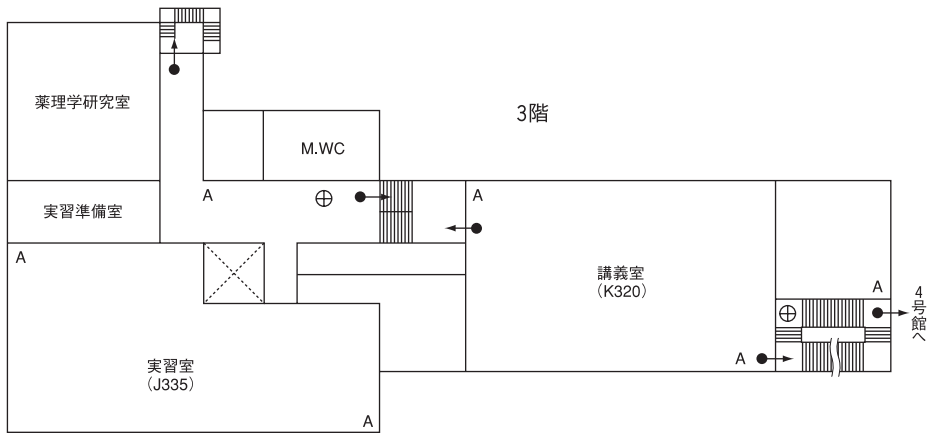 3階
薬理学研究室
M.WC
A
A
実習準備室
A
講義室
(K320)
A
4号館へ
A
実習室
(J335)
A